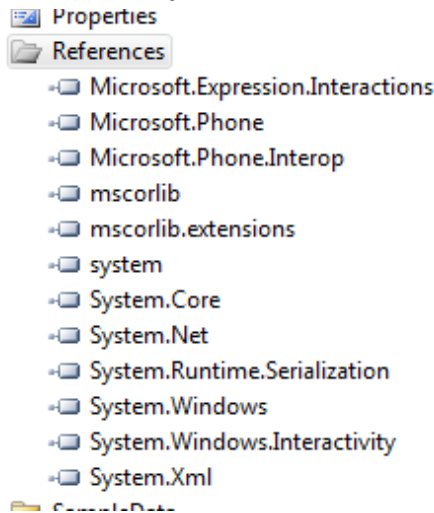 Properties
References
Microsoft.Expression.Interactions
Microsoft.Phone
Microsoft.Phone.Interop
mscorlib
mscorlib.extensions
system
System.Core
System.Net
System.Runtime.Serialization
System.Windows
System.Windows.Interactivity
System.Xml
SampleData